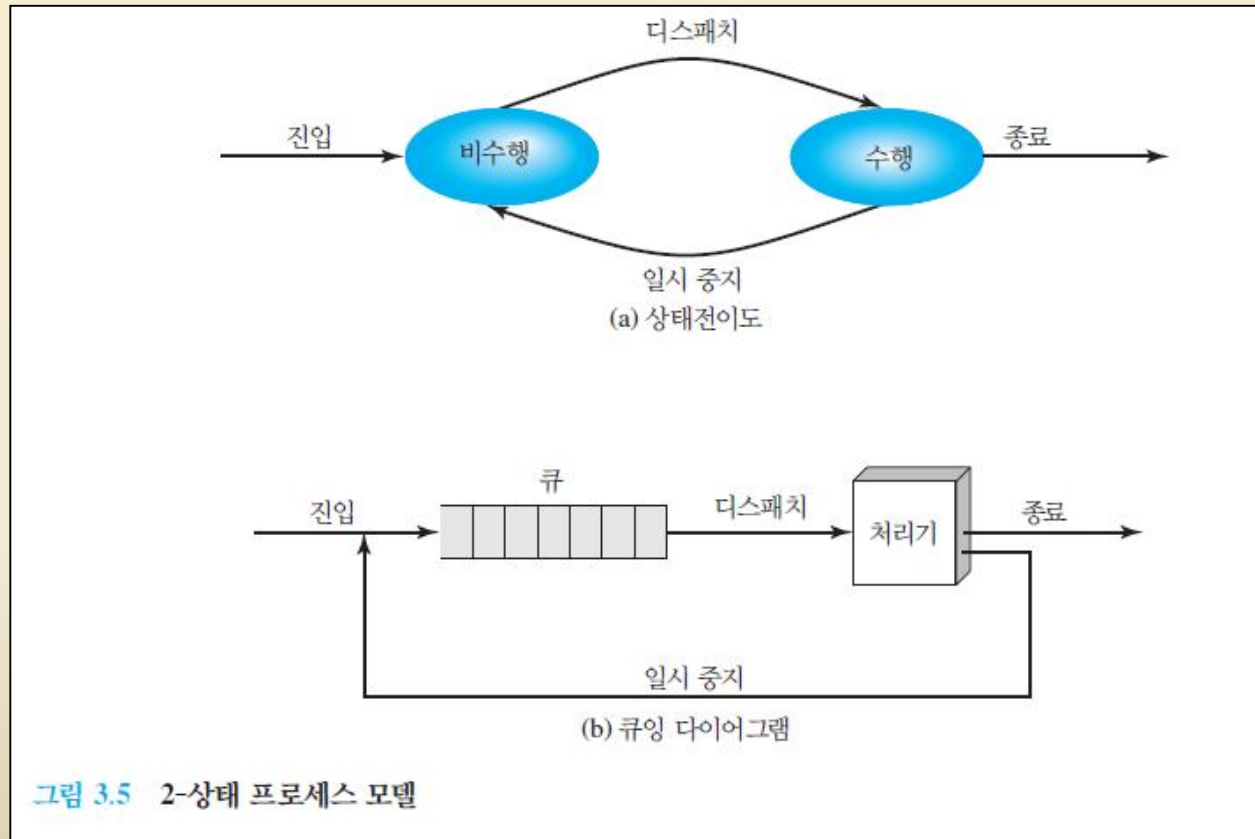 디스패치
진입
비수행
수행
종료
일시 중지
(a) 상태전이도
큐
진입
디스패치
처리기
종료
일시 중지
(b) 큐잉 다이어그램
그림 3.5 2-상태 프로세스 모델